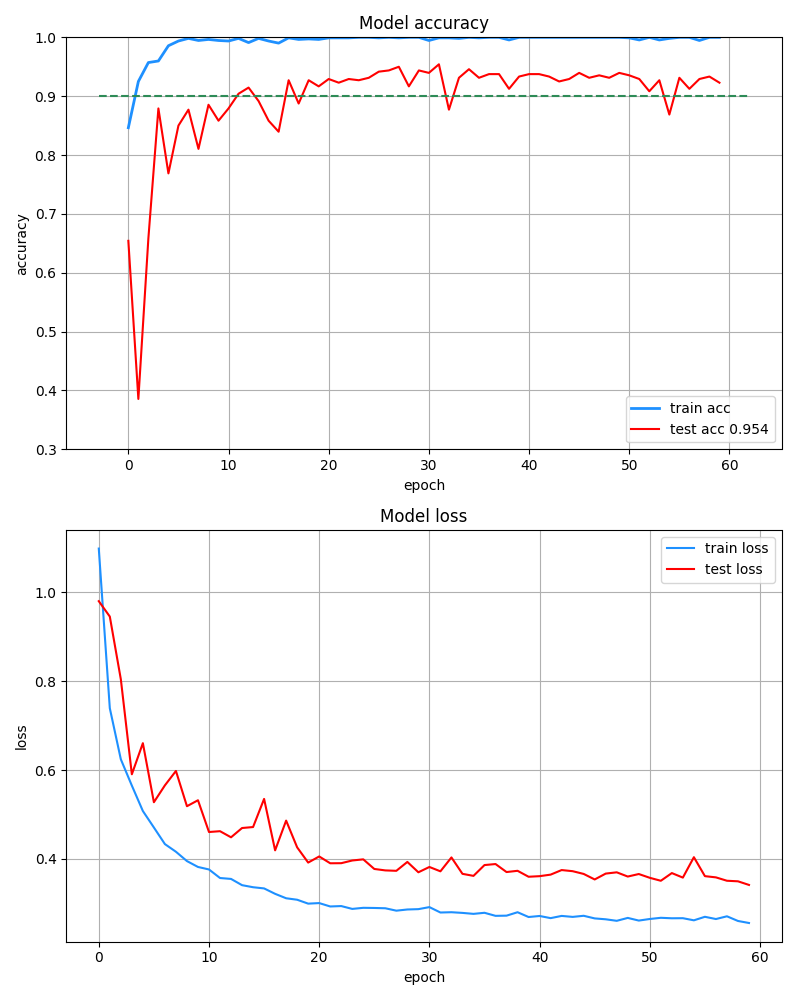 Model accuracy
1.0
0.9
0.8
0.7
0.6
0.5
0.4
0.3
accuracy
train acc
test acc 0.954
0 10 20 30 40 50 60
epoch
Model loss
train loss
test loss
1.0
0.8
0.6
0.4
loss
0 10 20 30 40 50 60
epoch